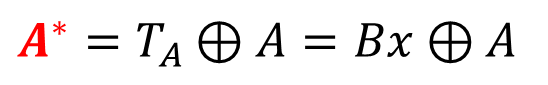 A* = T_A ⊕ A = Bx ⊕ A